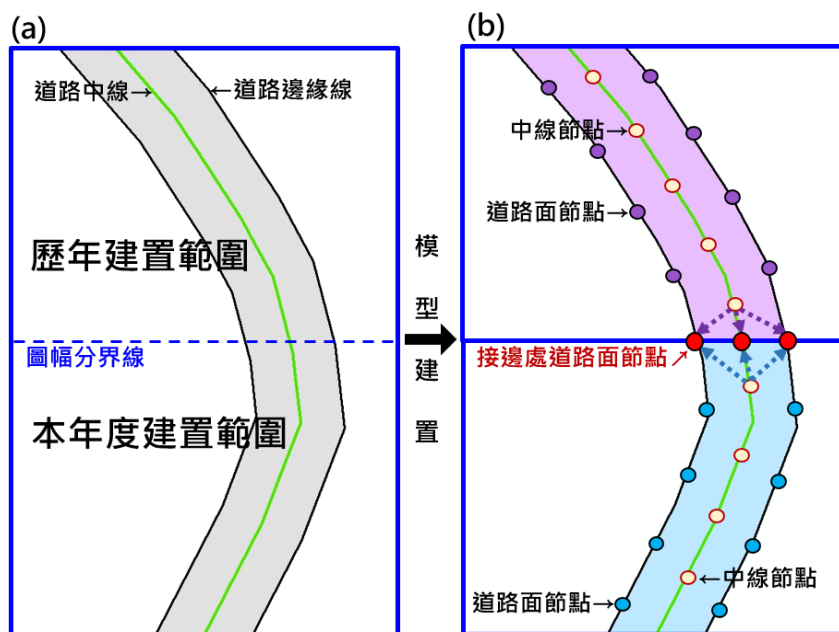 (a)
道路中線→
←道路邊緣線
歷年建置範圍
圖幅分界線
本年度建置範圍
模型建置
(b)
中線節點→
道路面節點→
接邊處道路面節點↗
←中線節點
道路面節點→